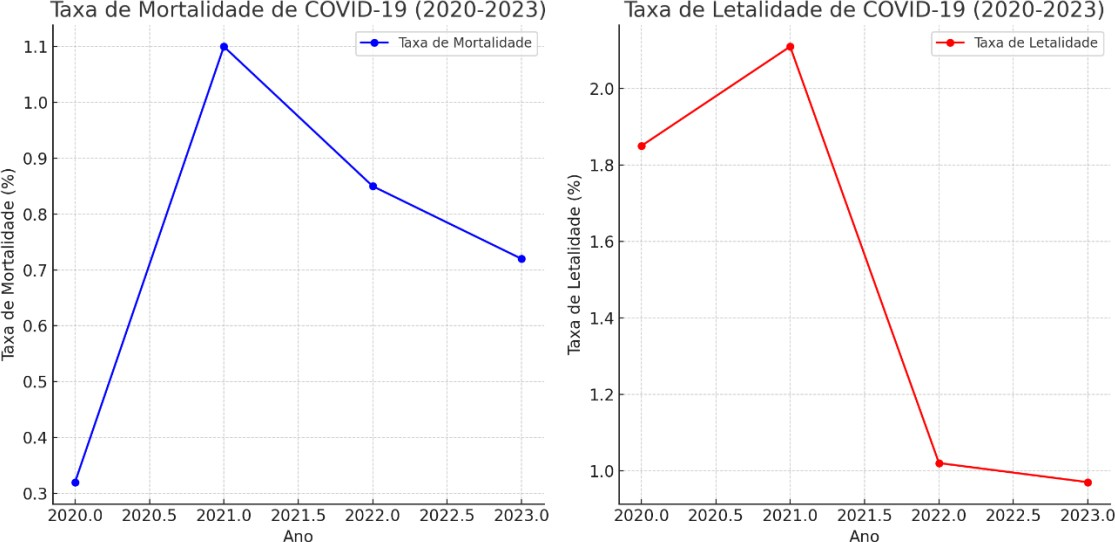 Taxa de Mortalidade de COVID-19 (2020-2023)
Taxa de Mortalidade
Taxa de Mortalidade (%)
1.1
1.0
0.9
0.8
0.7
0.6
0.5
0.4
0.3
2020.0 2020.5 2021.0 2021.5 2022.0 2022.5 2023.0
Ano
Taxa de Letalidade de COVID-19 (2020-2023)
Taxa de Letalidade
Taxa de Letalidade (%)
2.0
1.8
1.6
1.4
1.2
1.0
2020.0 2020.5 2021.0 2021.5 2022.0 2022.5 2023.0
Ano